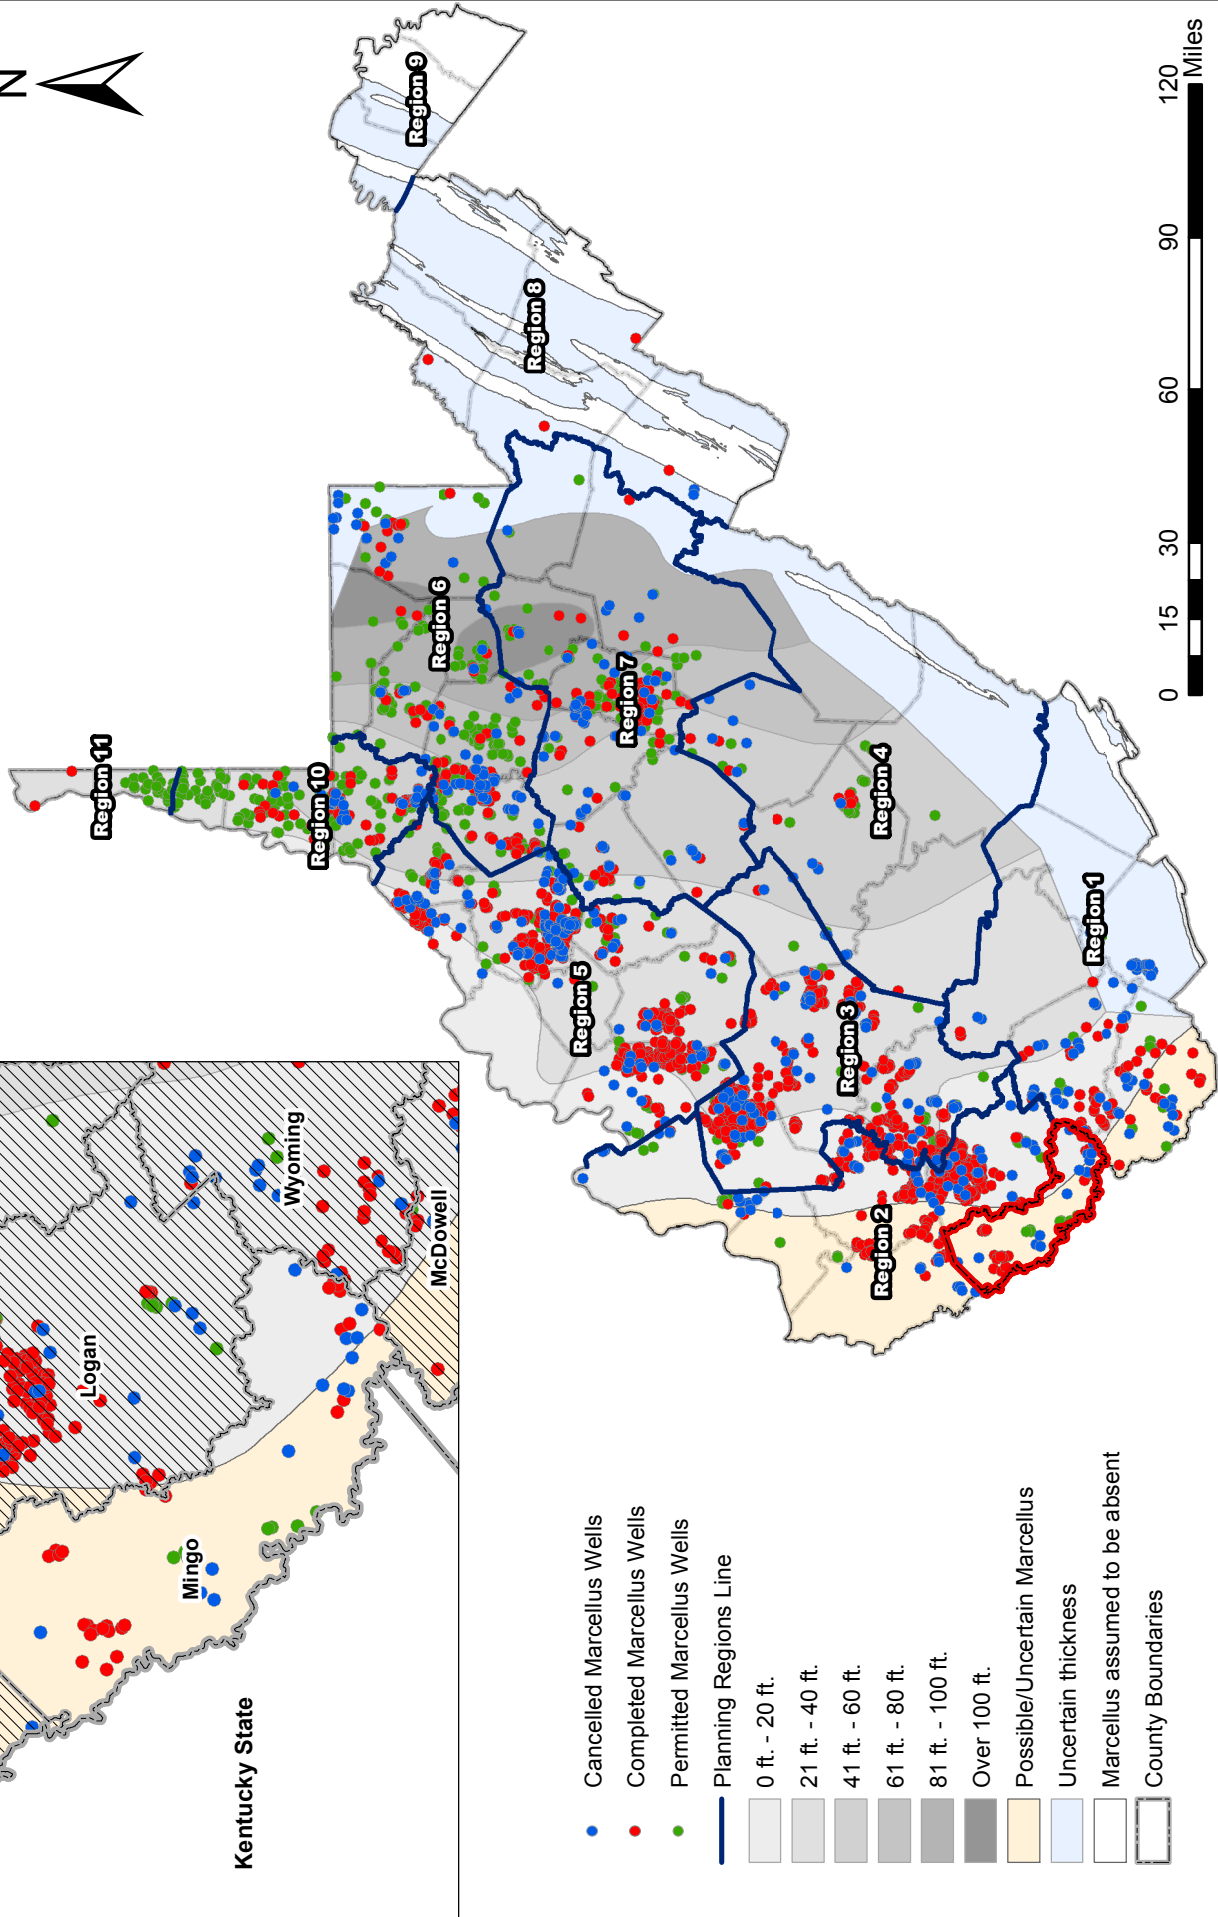 N
Region 11
Region 10
Region 9
Region 8
Region 6
Region 7
Region 5
Region 4
Region 3
Region 2
Region 1
Logan
Wyoming
McDowell
Mingo
Kentucky State
Cancelled Marcellus Wells
Completed Marcellus Wells
Permitted Marcellus Wells
Planning Regions Line
0 ft. - 20 ft.
21 ft. - 40 ft.
41 ft. - 60 ft.
61 ft. - 80 ft.
81 ft. - 100 ft.
Over 100 ft.
Possible/Uncertain Marcellus
Uncertain thickness
Marcellus assumed to be absent
County Boundaries
0 15 30 60 90 120
Miles